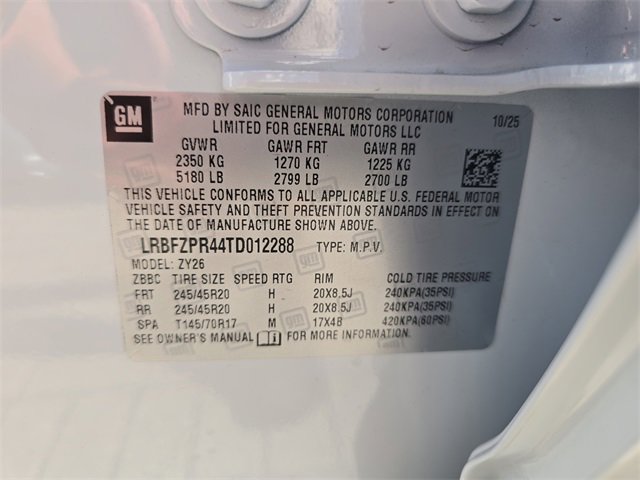 GM
MFD BY SAIC GENERAL MOTORS CORPORATION 10/25
LIMITED FOR GENERAL MOTORS LLC
GVWR GAWR FRT GAWR RR
2350 KG 1270 KG 1225 KG
5180 LB 2799 LB 2700 LB
THIS VEHICLE CONFORMS TO ALL APPLICABLE U.S. FEDERAL MOTOR
VEHICLE SAFETY AND THEFT PREVENTION STANDARDS IN EFFECT ON
THE DATE OF MANUFACTURE SHOWN ABOVE.
LRBFZPR44TD012288 TYPE: M.P.V.
MODEL: ZY26
ZBBC TIRE SIZE SPEED RTG RIM COLD TIRE PRESSURE
FRT 245/45R20 H 20X8.5J 240KPA(35PSI)
RR 245/45R20 H 20X8.5J 240KPA(35PSI)
SPA T145/70R17 M 17X4B 420KPA(60PSI)
SEE OWNER'S MANUAL FOR MORE INFORMATION.